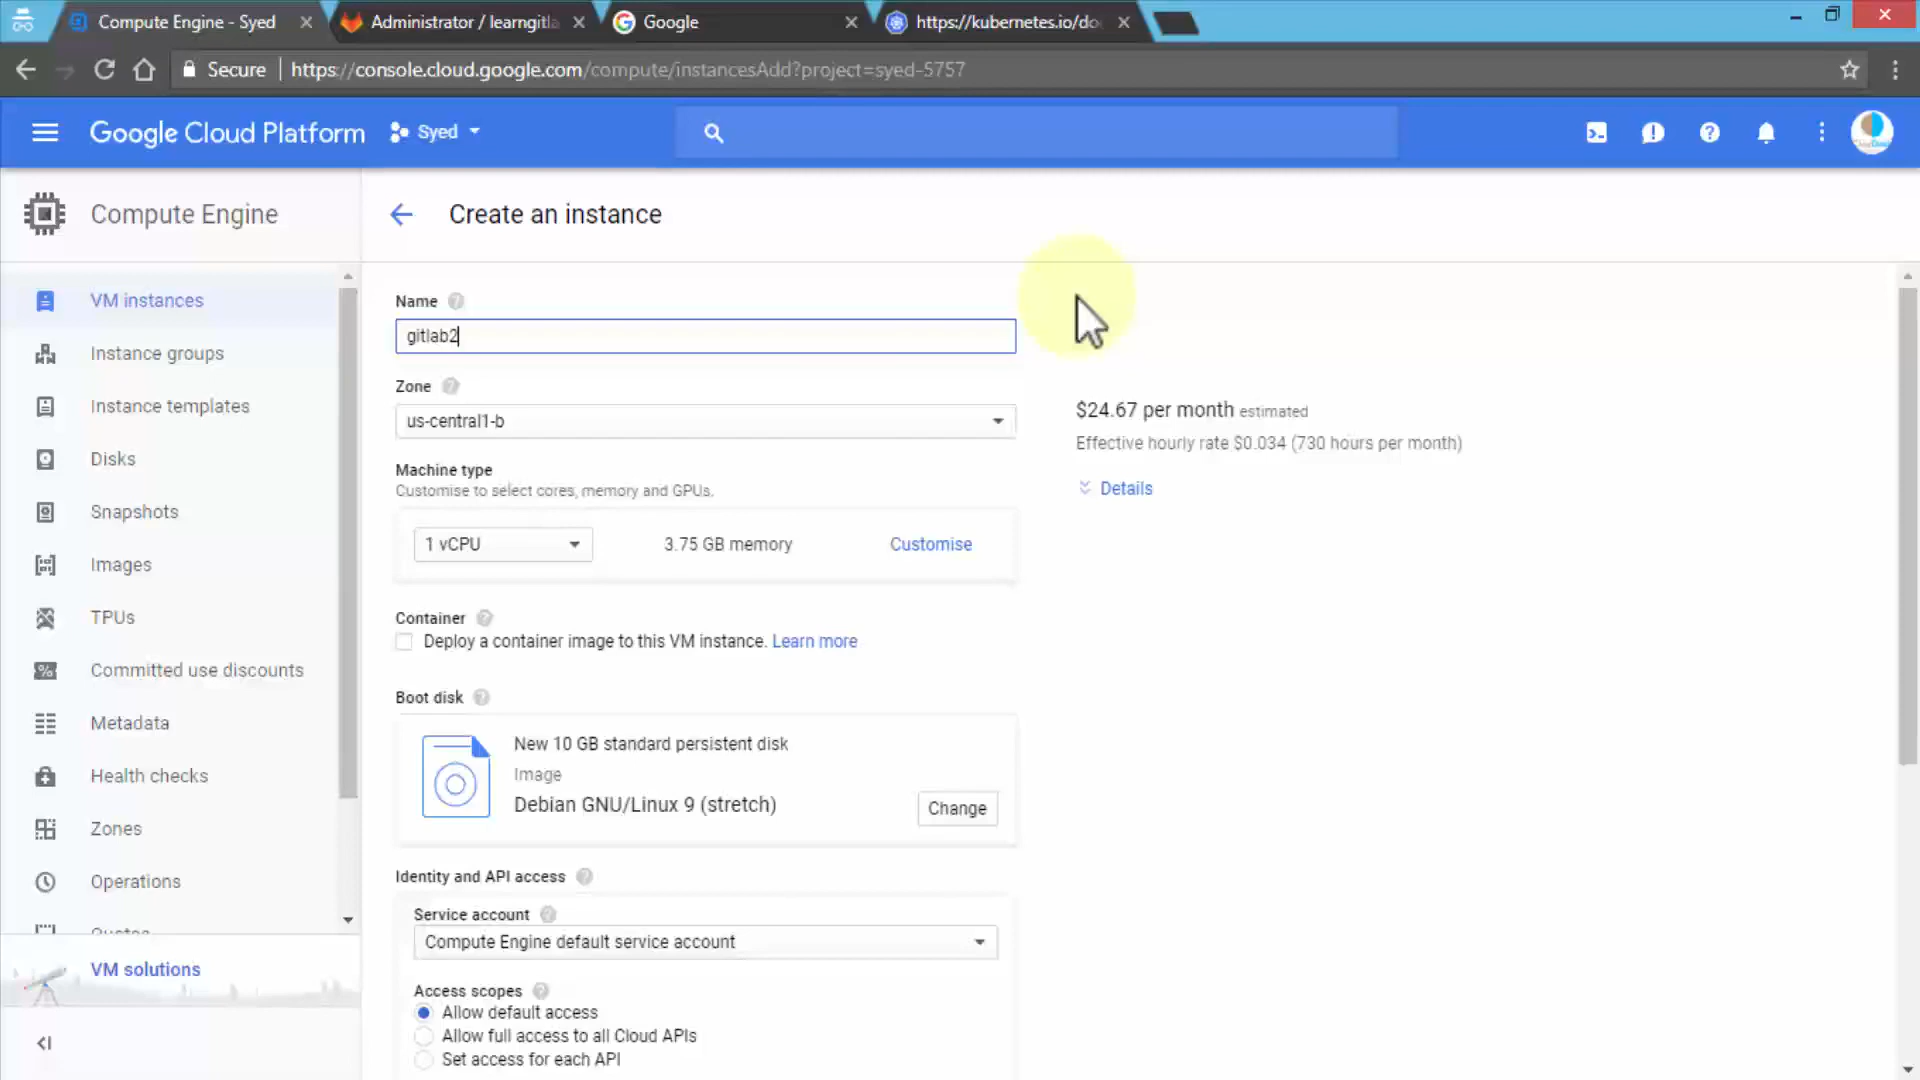 Compute Engine - Syed
Administrator / learngitla
Google
https://kubernetes.io/do
Secure
https://console.cloud.google.com/compute/instancesAdd?project=syed-5757
Google Cloud Platform
Syed
Compute Engine
Create an instance
VM instances
Instance groups
Instance templates
Disks
Snapshots
Images
TPUs
Committed use discounts
Metadata
Health checks
Zones
Operations
Quotas
VM solutions
Name
gitlab2
Zone
us-central1-b
Machine type
Customise to select cores, memory and GPUs.
1 vCPU
3.75 GB memory
Customise
Container
Deploy a container image to this VM instance. Learn more
Boot disk
New 10 GB standard persistent disk
Image
Debian GNU/Linux 9 (stretch)
Change
Identity and API access
Service account
Compute Engine default service account
Access scopes
Allow default access
Allow full access to all Cloud APIs
Set access for each API
$24.67 per month estimated
Effective hourly rate $0.034 (730 hours per month)
Details